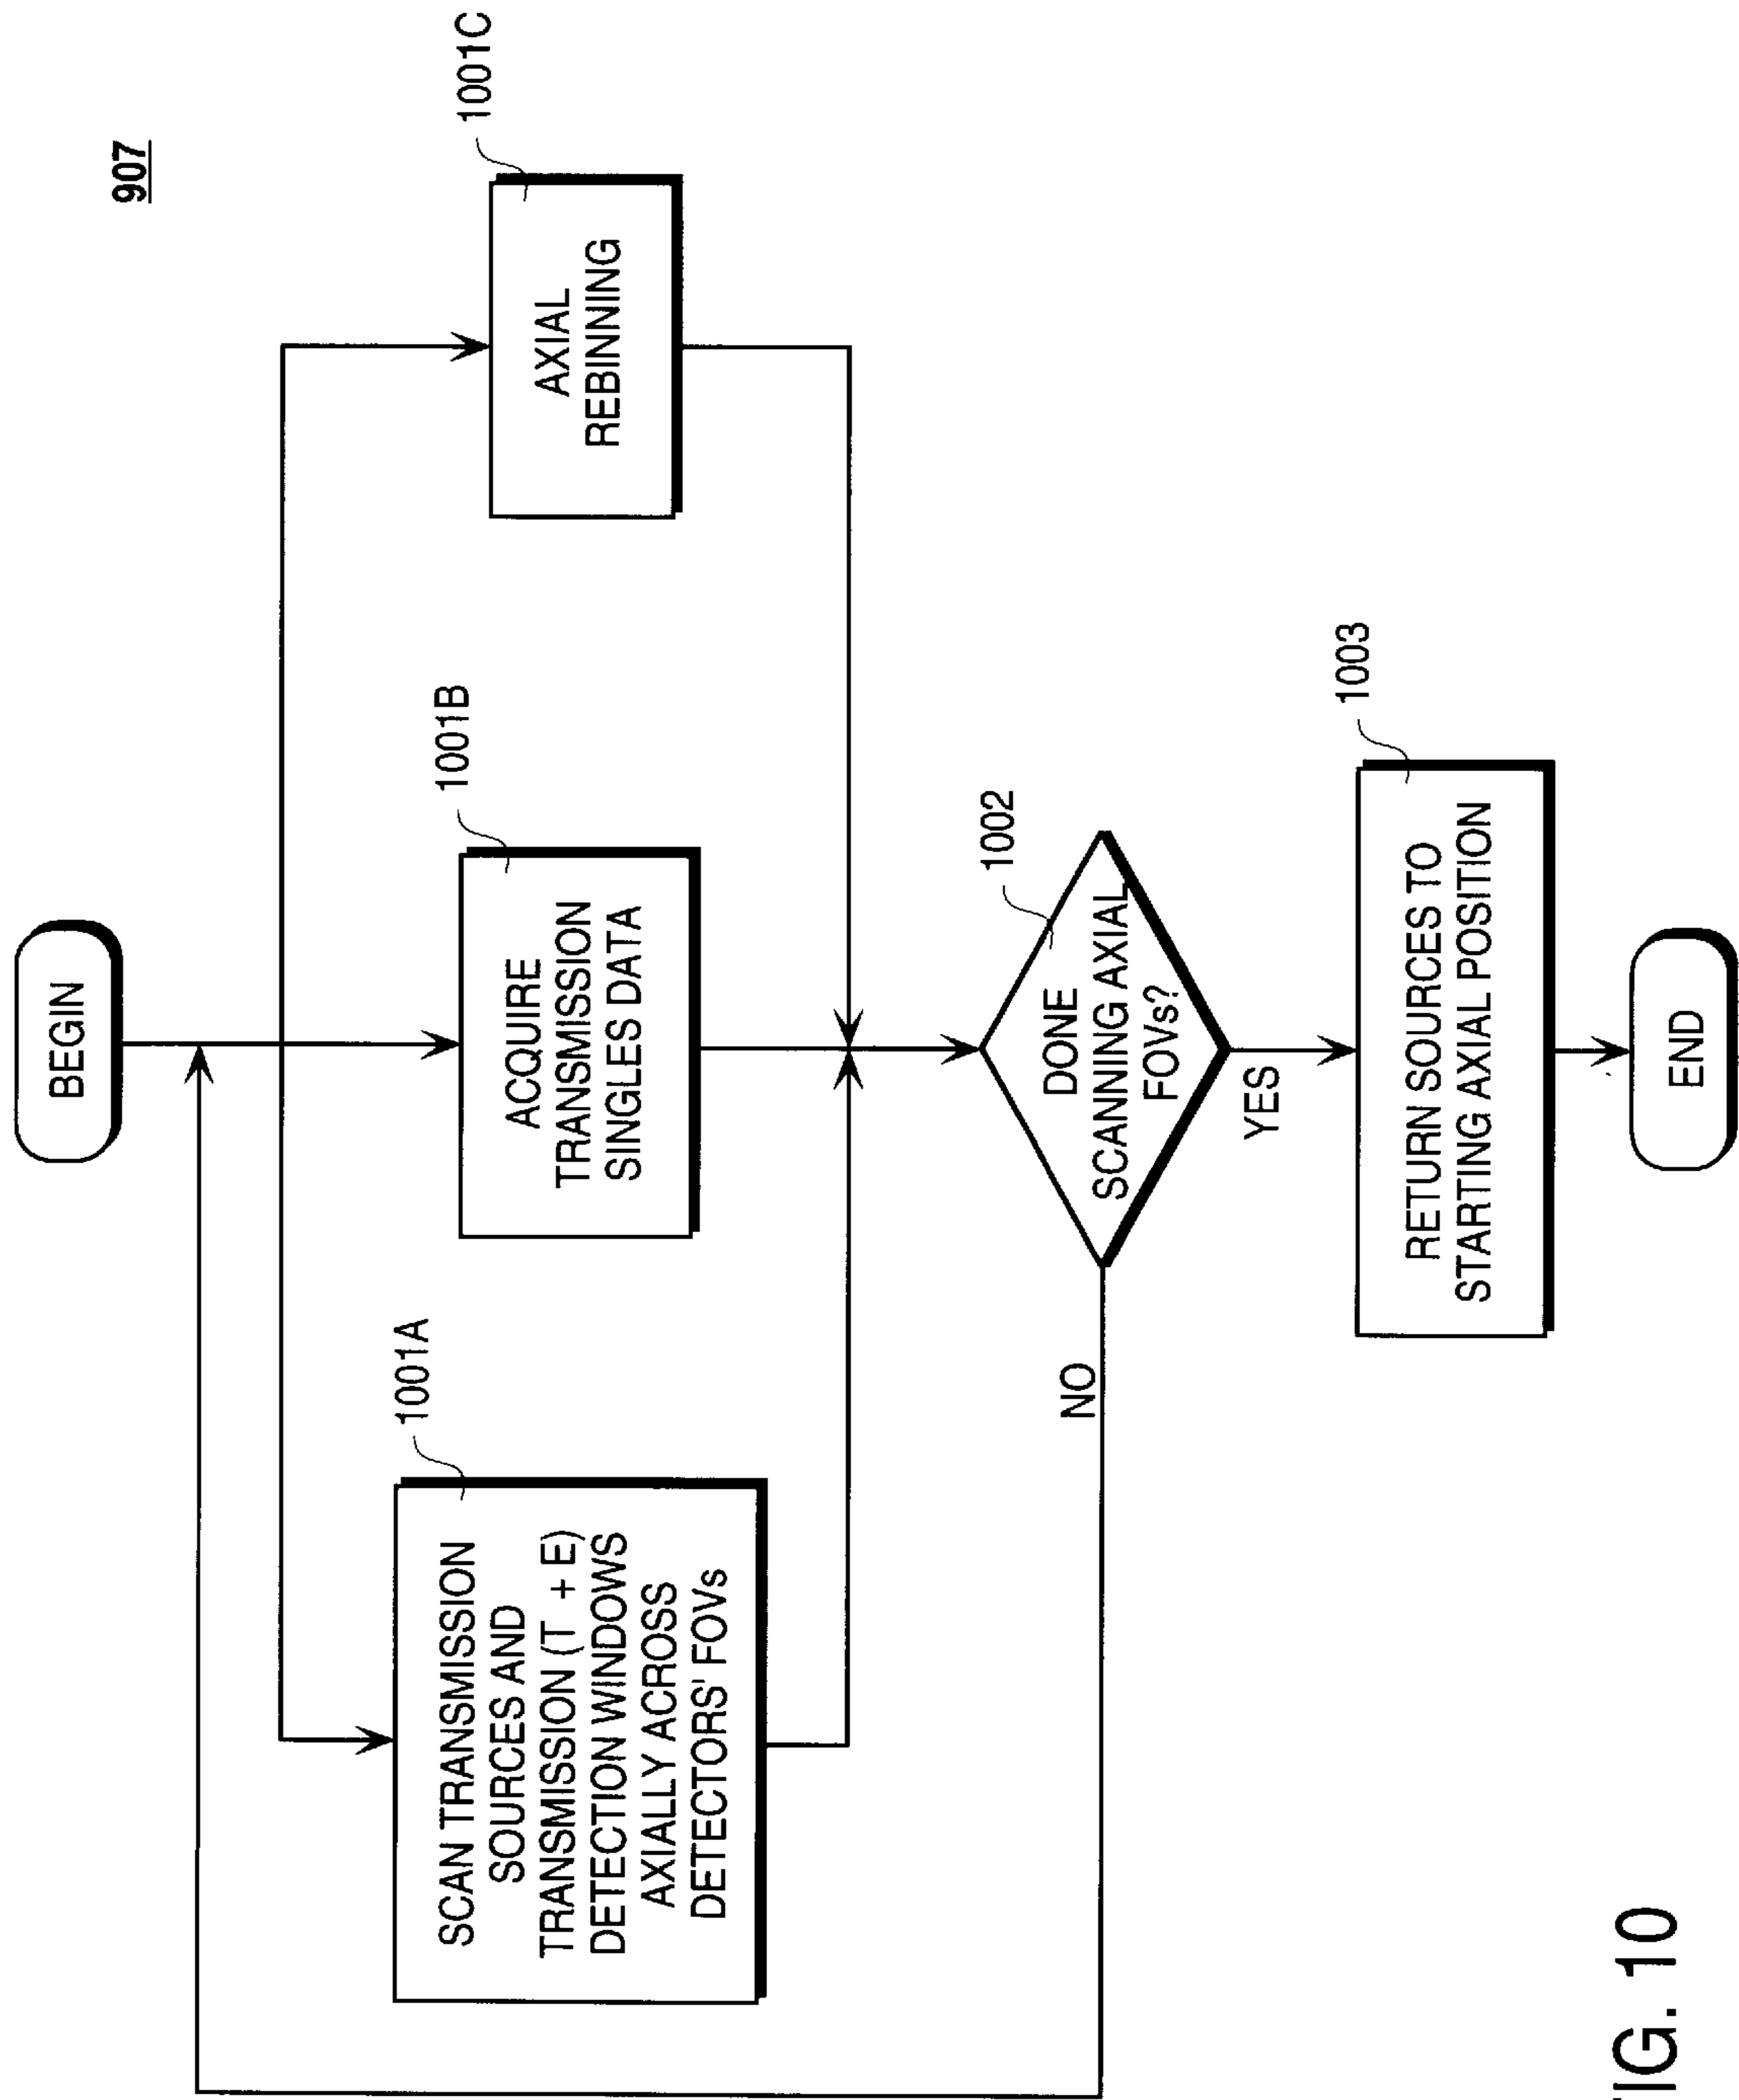 907
BEGIN
1001A
SCAN TRANSMISSION
SOURCES AND
TRANSMISSION (T + E)
DETECTION WINDOWS
AXIALLY ACROSS
DETECTORS' FOVs
1001B
ACQUIRE
TRANSMISSION
SINGLES DATA
1001C
AXIAL
REBINNING
1002
DONE
SCANNING AXIAL
FOVs?
NO
YES
1003
RETURN SOURCES TO
STARTING AXIAL POSITION
END
IG. 10